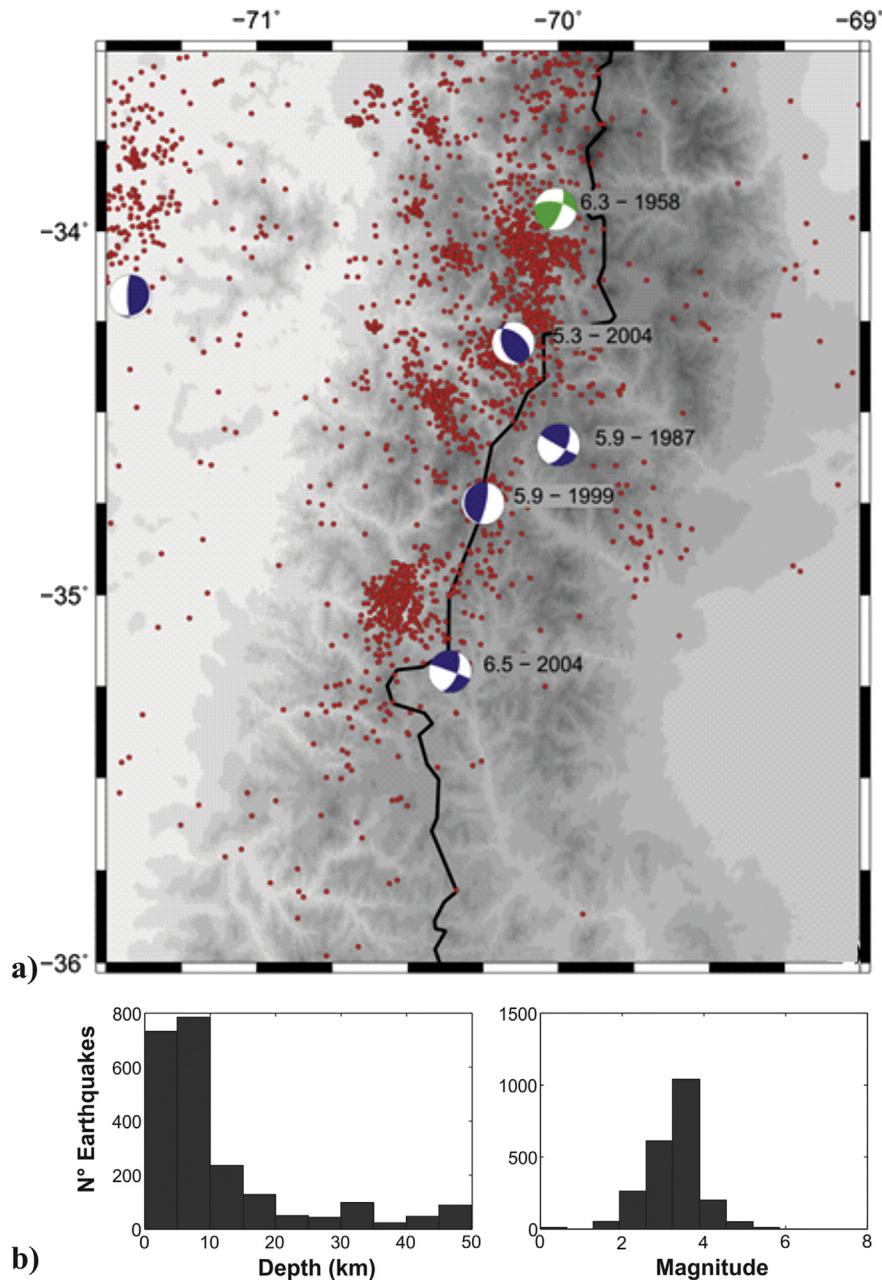 −71° −70° −69°
6.3 − 1958
−34°
5.3 − 2004
5.9 − 1987
5.9 − 1999
−35°
6.5 − 2004
−36°
a)
800 1500
600
1000
400
500
200
0 0
N° Earthquakes
0 10 20 30 40 50 0 2 4 6 8
Depth (km) Magnitude
b)